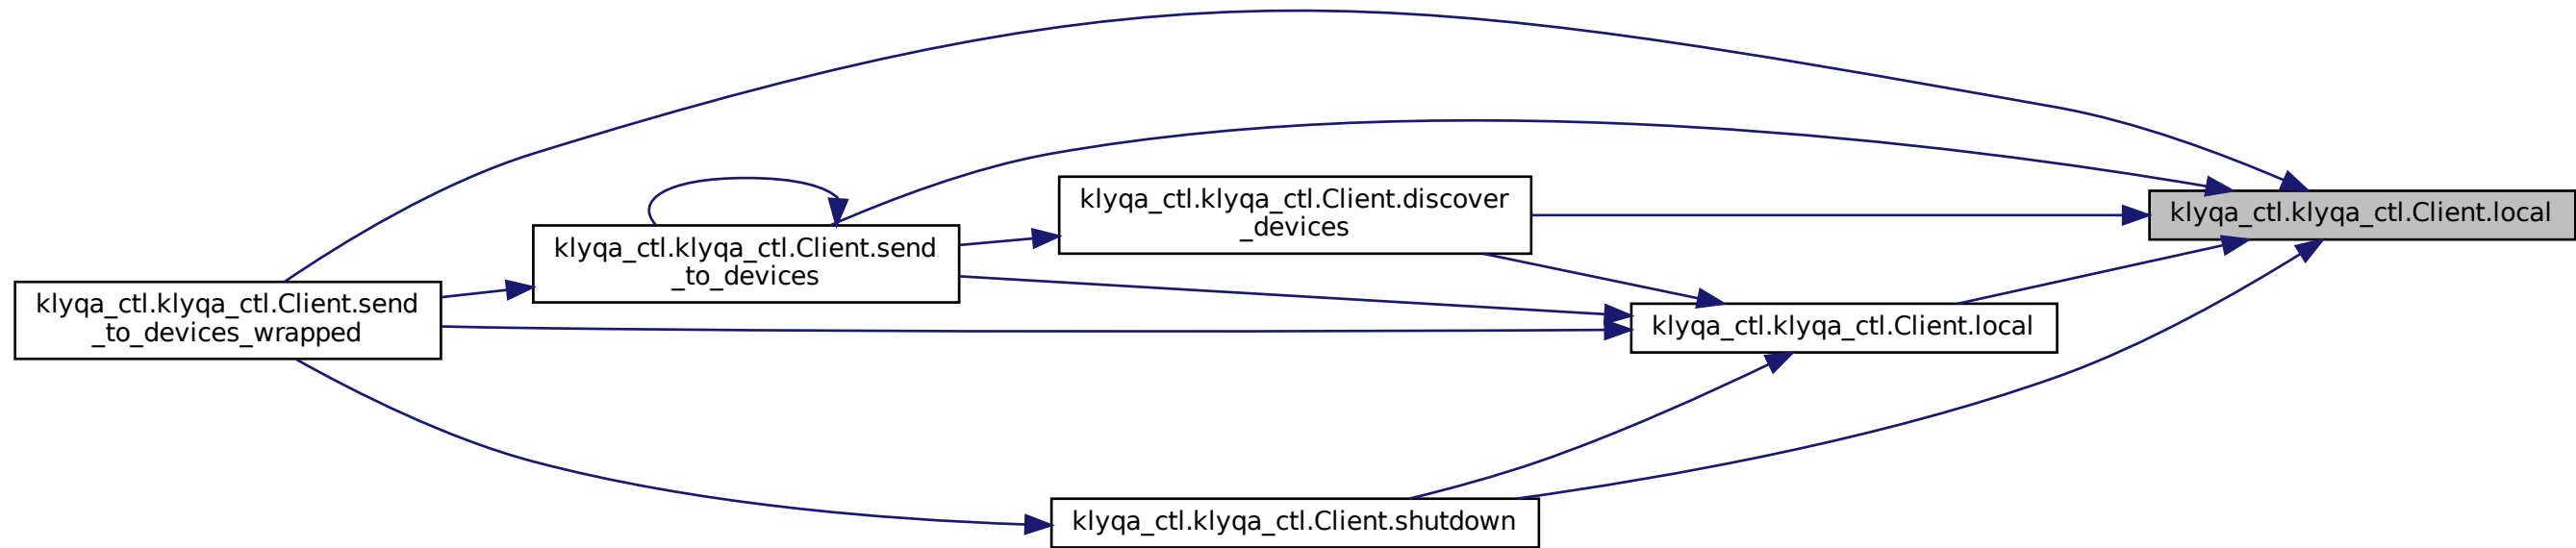 klyqa_ctl.klyqa_ctl.Client.discover
_devices
klyqa_ctl.klyqa_ctl.Client.local
klyqa_ctl.klyqa_ctl.Client.send
_to_devices
klyqa_ctl.klyqa_ctl.Client.send
_to_devices_wrapped
klyqa_ctl.klyqa_ctl.Client.local
klyqa_ctl.klyqa_ctl.Client.shutdown